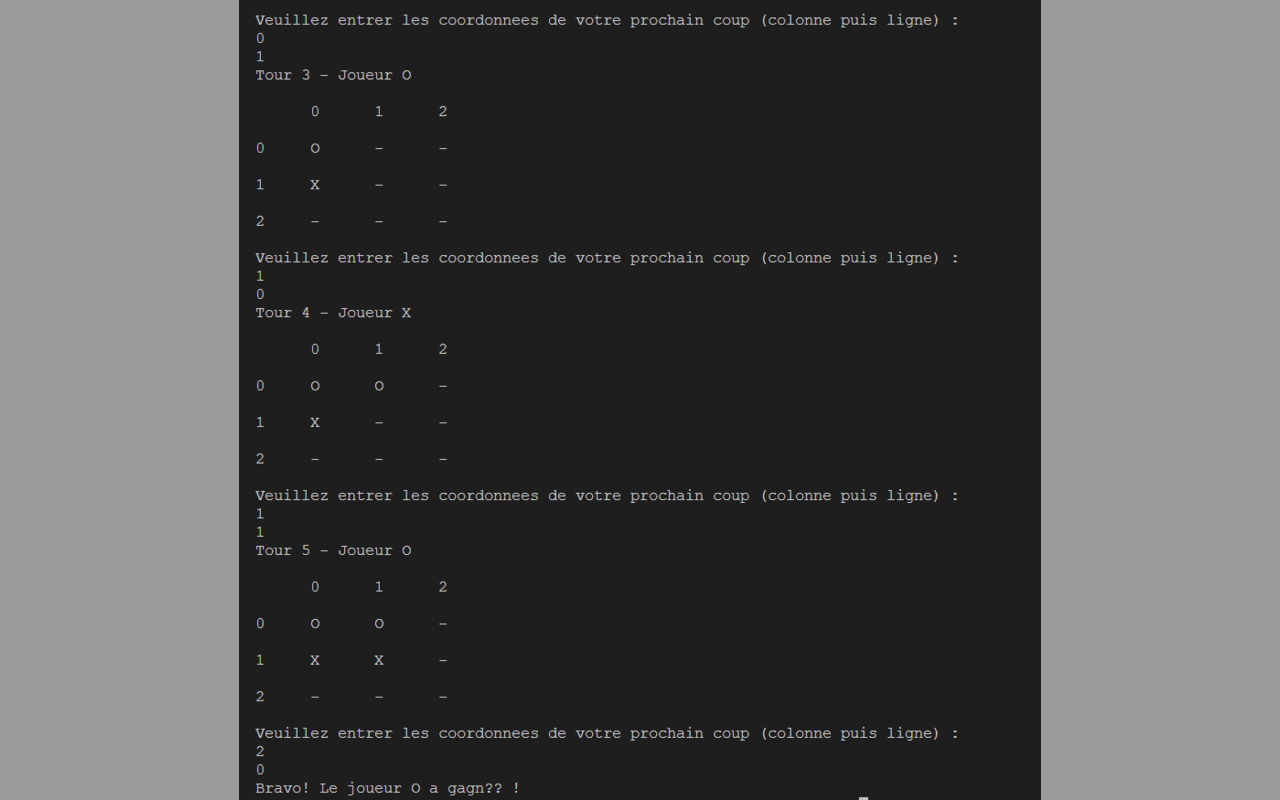 Veuillez entrer les coordonnees de votre prochain coup (colonne puis ligne) :
0
1
Tour 3 - Joueur O
0 1 2
0 O - -
1 X - -
2 - - -
Veuillez entrer les coordonnees de votre prochain coup (colonne puis ligne) :
1
0
Tour 4 - Joueur X
0 1 2
0 O O -
1 X - -
2 - - -
Veuillez entrer les coordonnees de votre prochain coup (colonne puis ligne) :
1
1
Tour 5 - Joueur O
0 1 2
0 O O -
1 X X -
2 - - -
Veuillez entrer les coordonnees de votre prochain coup (colonne puis ligne) :
2
0
Bravo! Le joueur O a gagn?? !